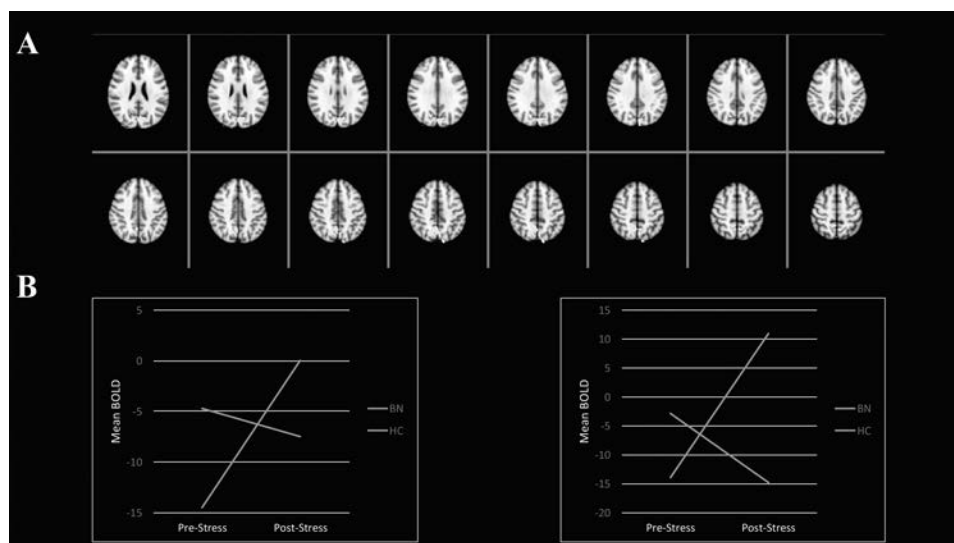 A
B
5
0
-5
-10
-15
Mean BOLD
Pre-Stress
Post-Stress
BN
HC
15
10
5
0
-5
-10
-15
-20
Mean BOLD
Pre-Stress
Post-Stress
BN
HC